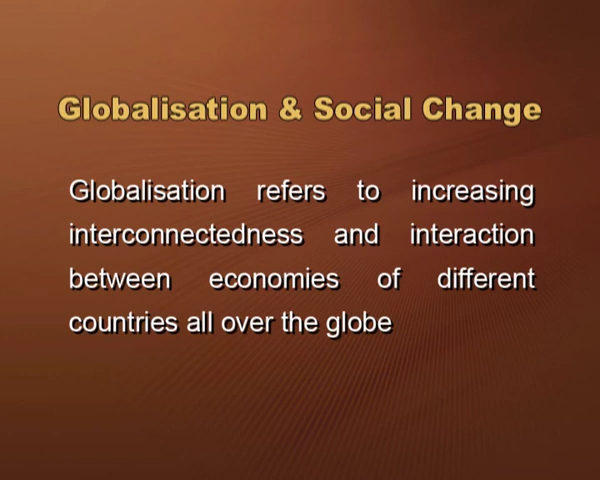 Globalisation & Social Change
Globalisation refers to increasing
interconnectedness and interaction
between economies of different
countries all over the globe